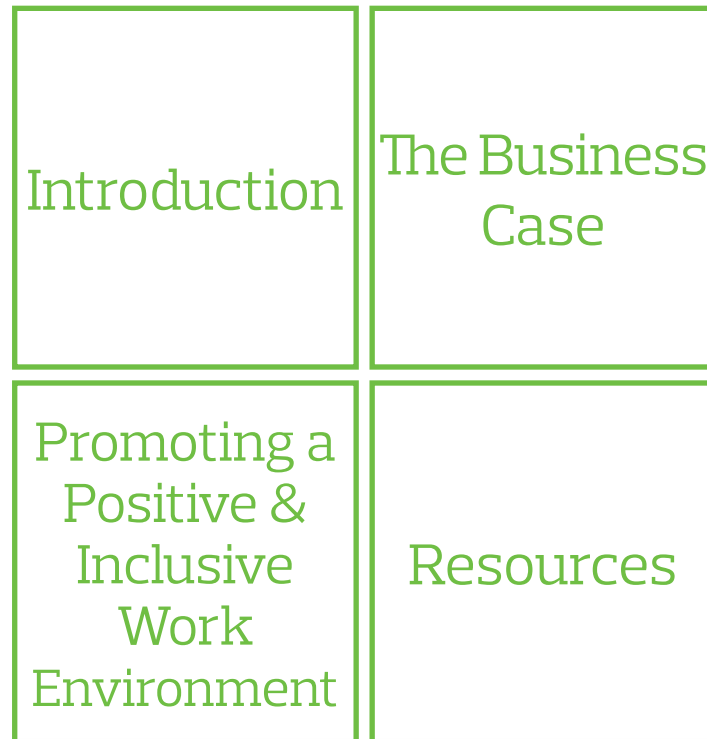 Introduction
The Business
Case
Promoting a
Positive &
Inclusive
Work
Environment
Resources